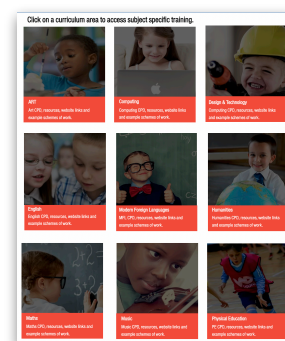 Click on a curriculum area to access subject specific training.
ART
Art CPD, resources, website links and
example schemes of work.
Computing
Computing CPD, resources, website links and
example schemes of work.
Design & Technology
Computing CPD, resources, website links and
example schemes of work.
English
English CPD, resources, website links and
example schemes of work.
Modern Foreign Languages
MFL CPD, resources, website links and
example schemes of work.
Humanities
Humanities CPD, resources, website links
and example schemes of work.
Maths
Maths CPD, resources, website links and
example schemes of work.
Music
Music CPD, resources, website links and
example schemes of work.
Physical Education
PE CPD, resources, website links and
example schemes of work.